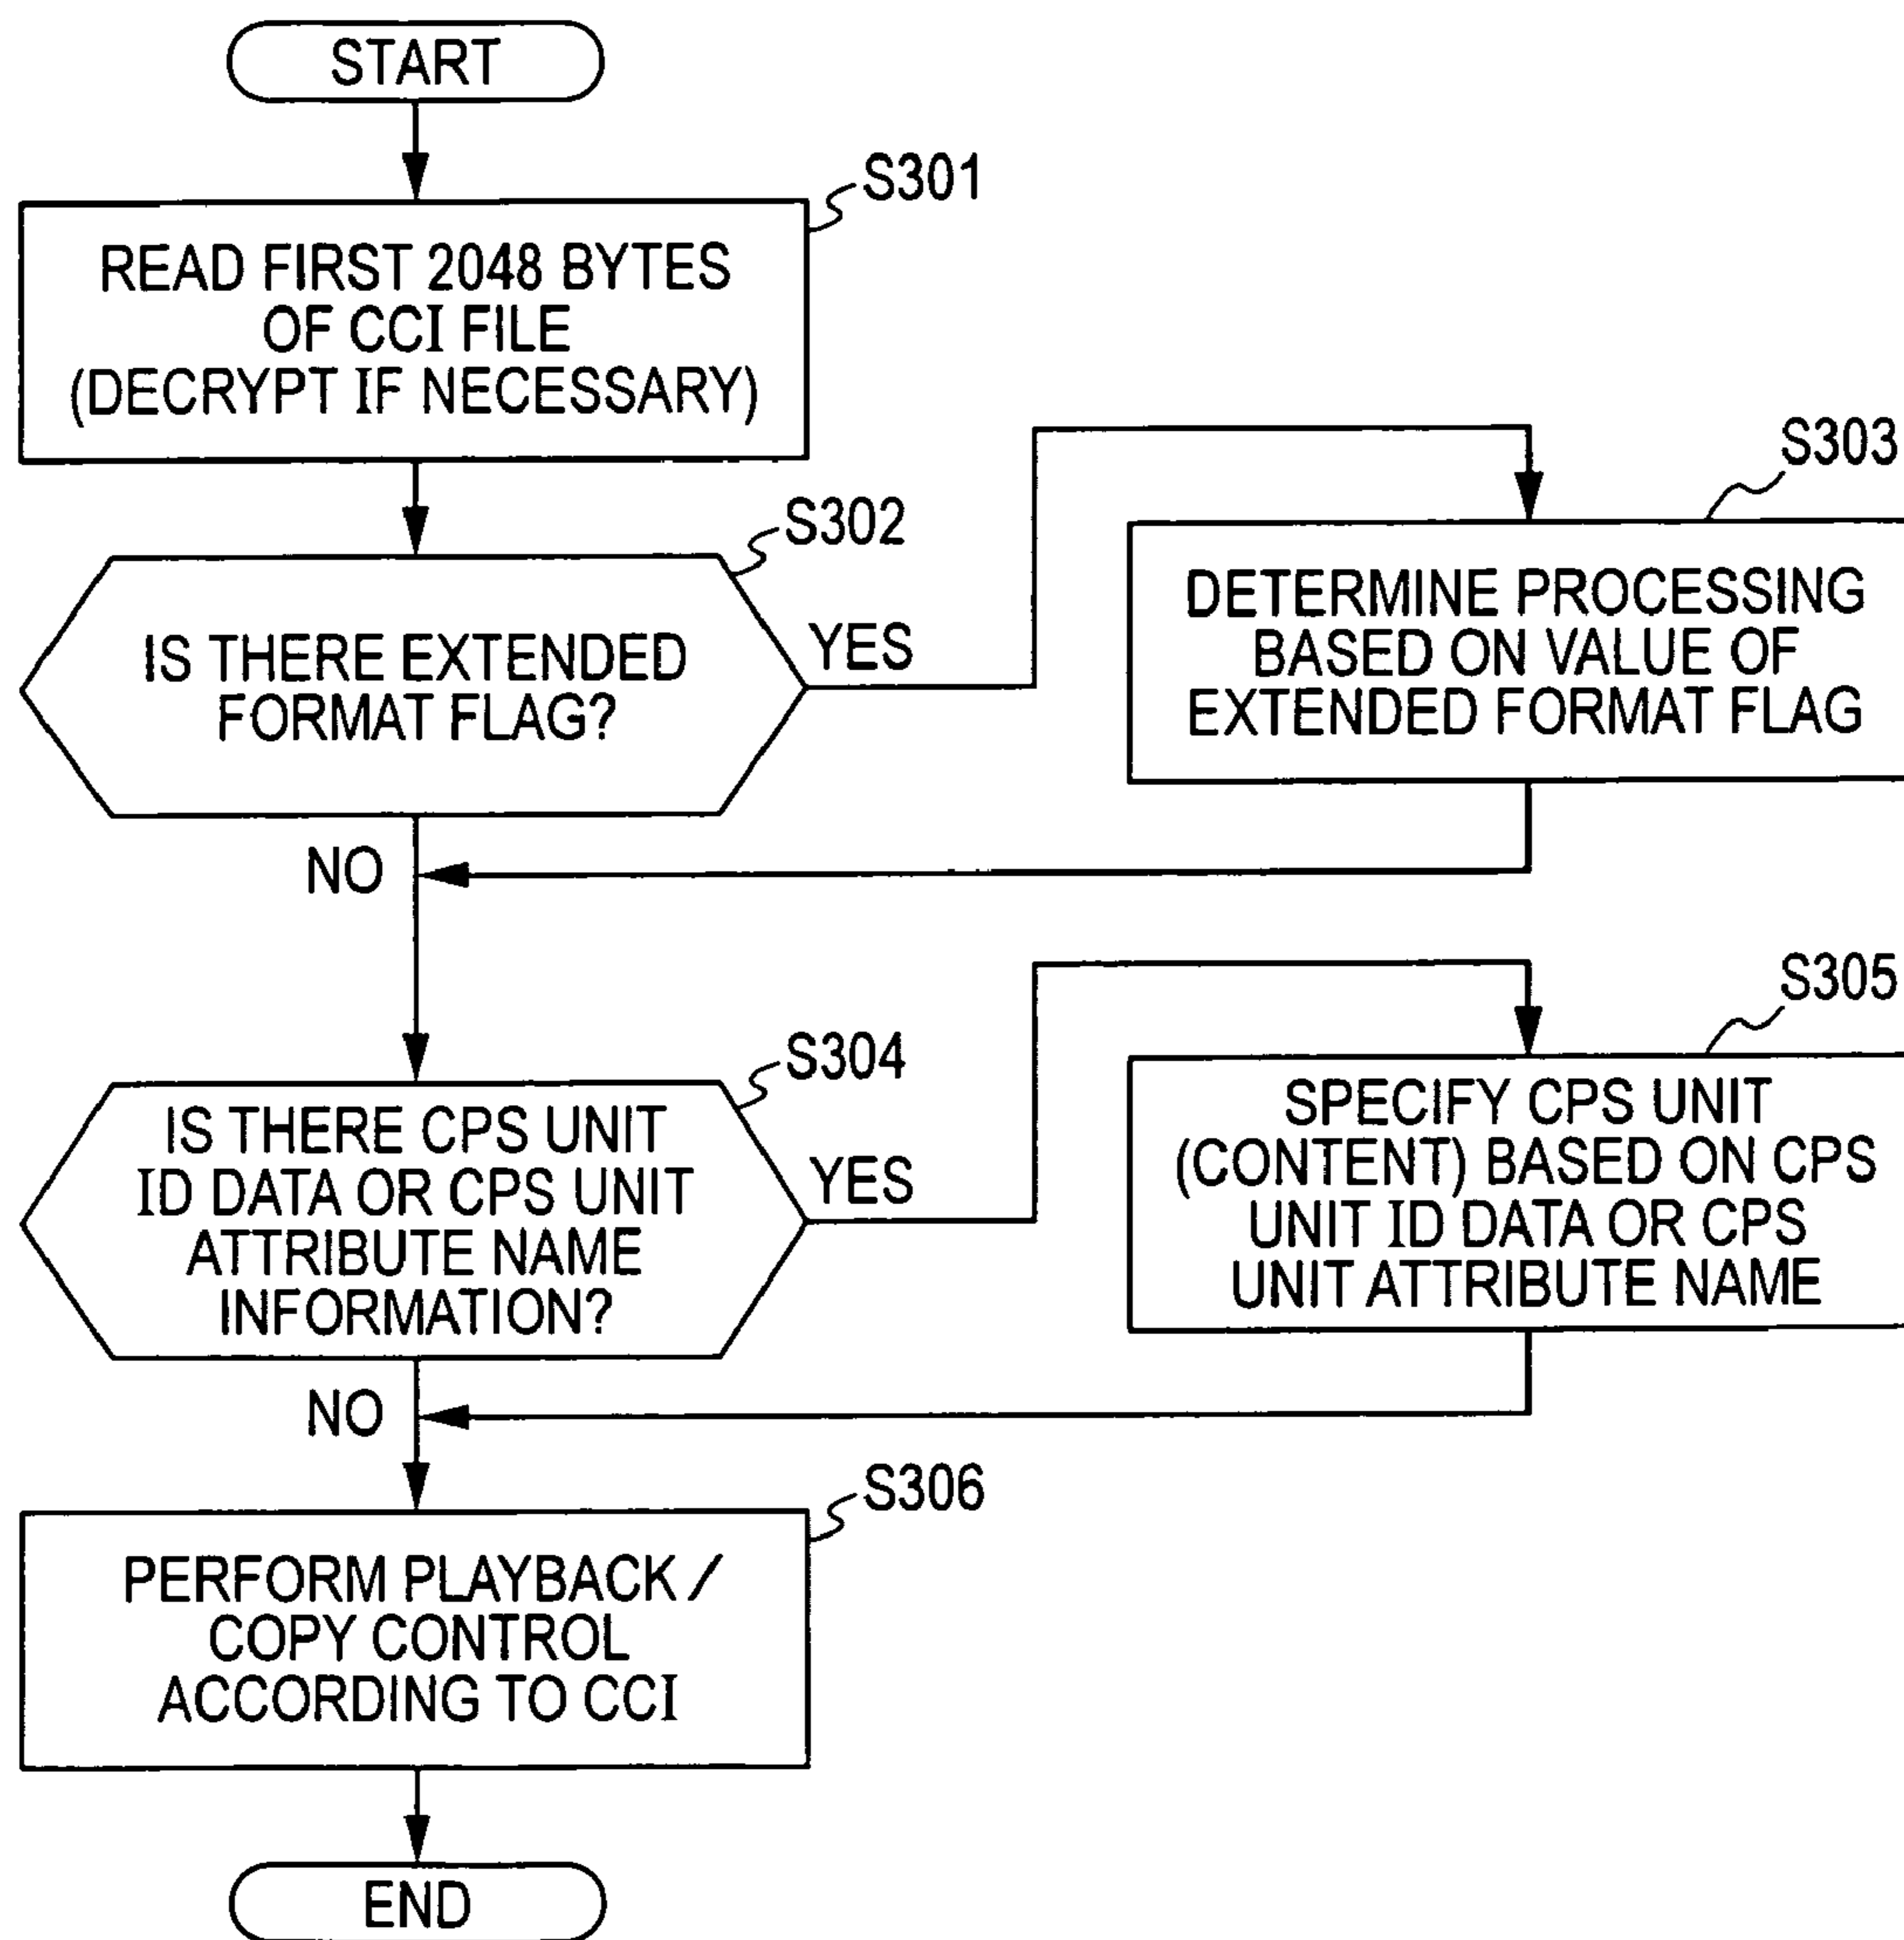 START
S301
READ FIRST 2048 BYTES
OF CCI FILE
(DECRYPT IF NECESSARY)
S302
IS THERE EXTENDED
FORMAT FLAG?
YES
NO
S303
DETERMINE PROCESSING
BASED ON VALUE OF
EXTENDED FORMAT FLAG
S304
IS THERE CPS UNIT
ID DATA OR CPS UNIT
ATTRIBUTE NAME
INFORMATION?
YES
NO
S305
SPECIFY CPS UNIT
(CONTENT) BASED ON CPS
UNIT ID DATA OR CPS
UNIT ATTRIBUTE NAME
S306
PERFORM PLAYBACK /
COPY CONTROL
ACCORDING TO CCI
END